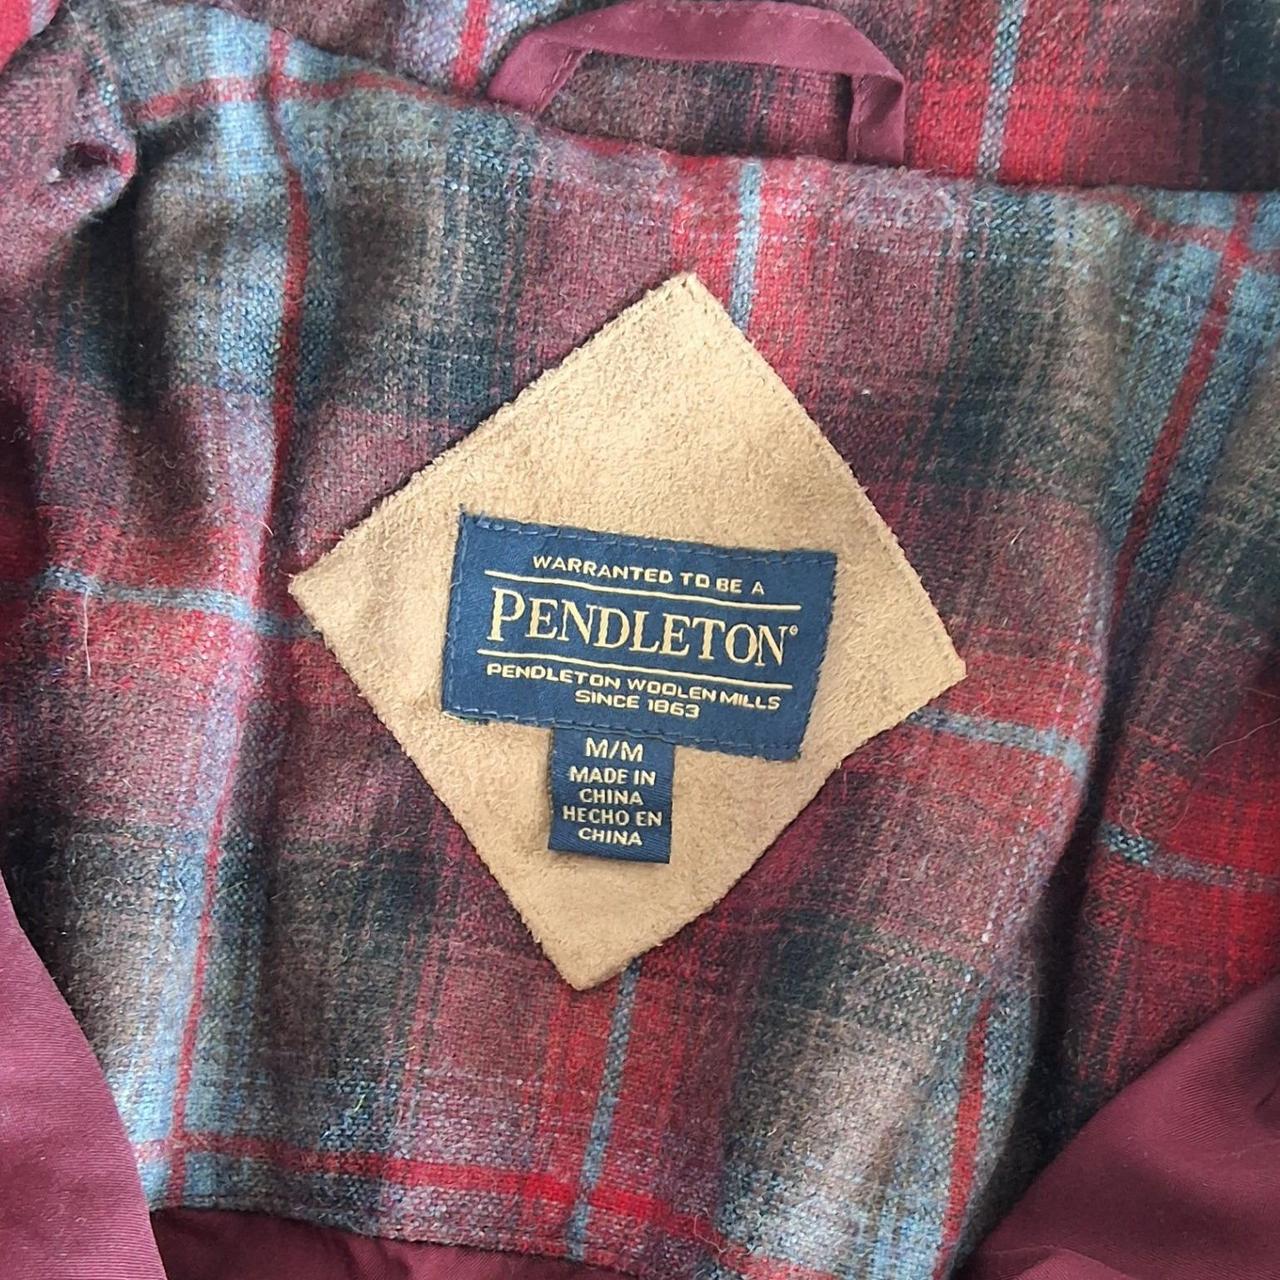 WARRANTED TO BE A
PENDLETON®
PENDLETON WOOLEN MILLS
SINCE 1863
M/M
MADE IN
CHINA
HECHO EN
CHINA